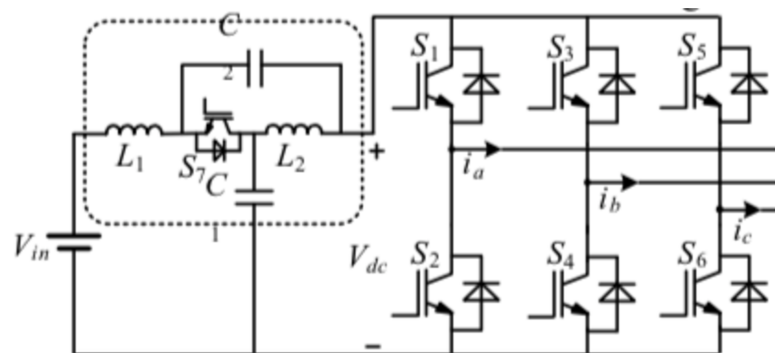 C
2
S1 S3 S5
L1 S7 C L2 + ia
1
ib
ic
Vin Vdc S2 S4 S6
−